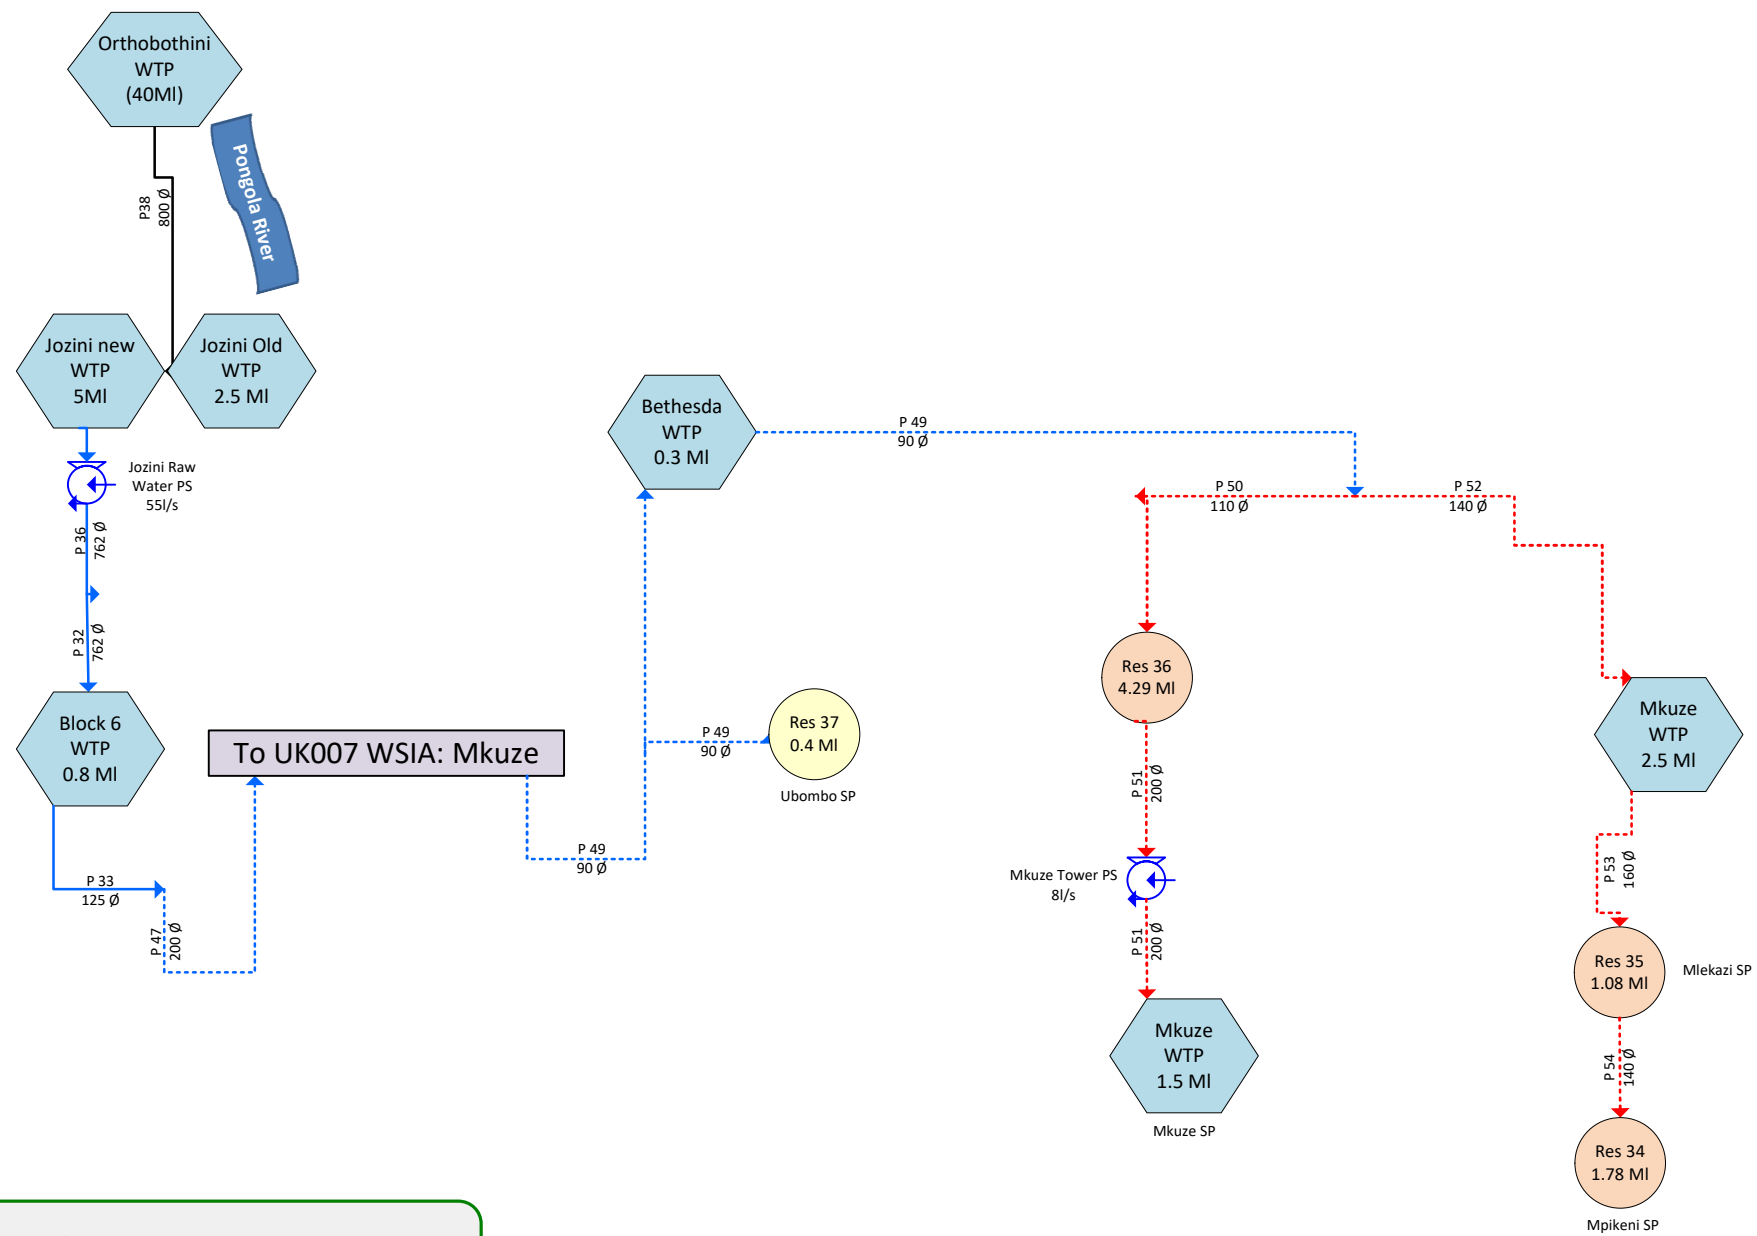 Orthobothini
WTP
(40Ml)
Pongola River
P38
800 Ø
Jozini new
WTP
5Ml
Jozini Old
WTP
2.5 Ml
Jozini Raw
Water PS
55l/s
P 36
762 Ø
P 32
762 Ø
Block 6
WTP
0.8 Ml
P 33
125 Ø
P 47
200 Ø
To UK007 WSIA: Mkuze
P 49
90 Ø
Bethesda
WTP
0.3 Ml
P 49
90 Ø
Res 37
0.4 Ml
Ubombo SP
P 49
90 Ø
P 50
110 Ø
P 52
140 Ø
Res 36
4.29 Ml
P 51
200 Ø
Mkuze Tower PS
8l/s
P 51
200 Ø
Mkuze
WTP
1.5 Ml
Mkuze SP
Mkuze
WTP
2.5 Ml
P 53
160 Ø
Res 35
1.08 Ml
Mlekazi SP
P 54
140 Ø
Res 34
1.78 Ml
Mpikeni SP